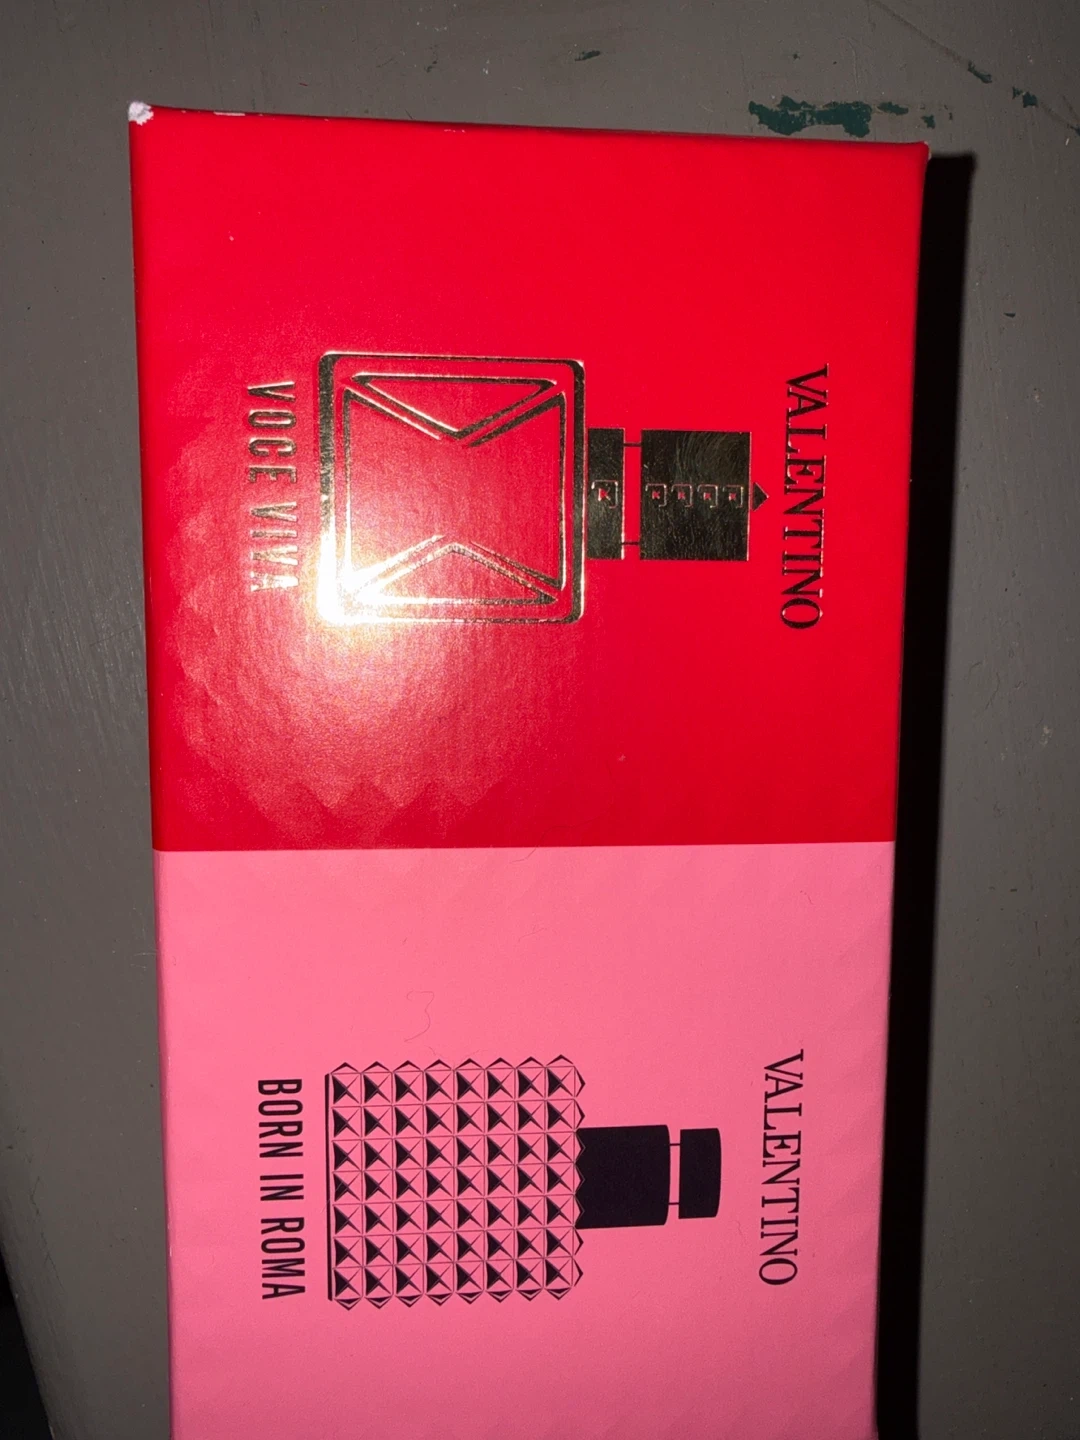 VALENTINO
VOCE VIVA
VALENTINO
BORN IN ROMA